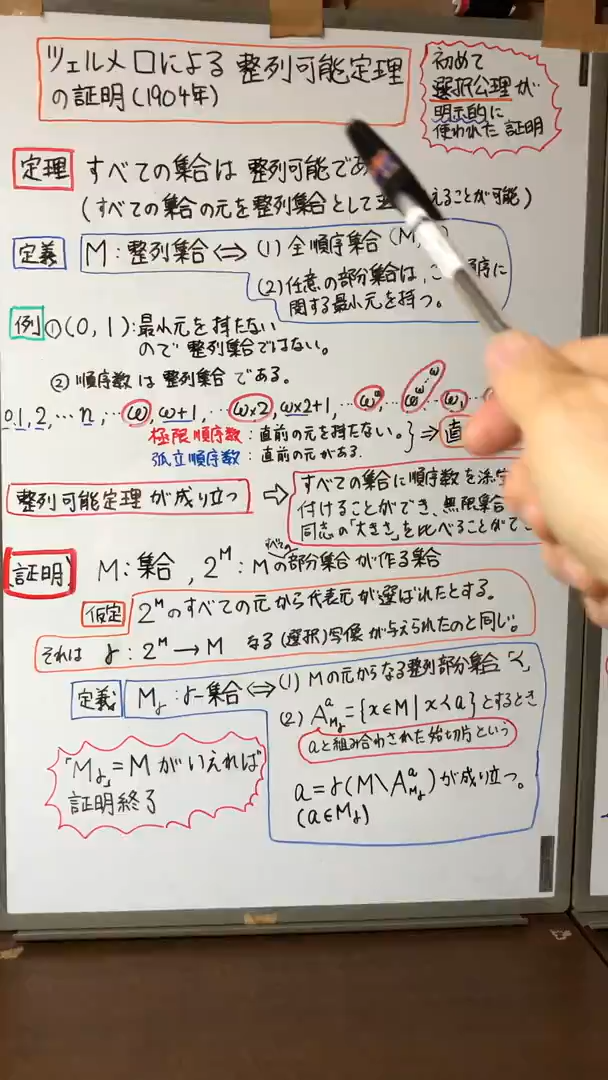 ツェルメロによる 整列可能定理
の証明(1904年)
初めて
選択公理が
明示的に
使われた 証明
定理 すべての集合は 整列可能であ
(すべての集合の元を整列集合として えることが可能)
定義 M:整列集合⇔(1) 全順序集合(M,
(2)任意の部分集合は、こ 順序に
関する最小元を持つ。
例 ①(0,1):最小元を持たない
ので 整列集合ではない。
② 順序数は 整列集合 である。
0,1,2,…n,…ω,ω+1,…ω×2,ω×2+1,…
極限順序数:直前の元を持たない。}⇒直
孤立順序数:直前の元がある.
整列可能定理 が成り立つ ⇨ すべての集合に順序数を添
付けることができ、無限集合
同志の「大きさ」を比べることがで
証明 M:集合,2^M:Mのすべての部分集合が作る集合
仮定 2^Mのすべての元から代表元が選ばれたとする。
それは γ:2^M→M なる(選択)写像が与えられたのと同じ。
定義 M_γ:γ-集合⇔(1) Mの元からなる整列部分集合「≺」
(2) A^a_{M_γ}={x∈M|x≺a}とするとき
aと組み合わされた始切片という
a=γ(M\A^a_{M_γ})が成り立つ。
(a∈M_γ)
「M_γ」=Mがいえれば
証明終了